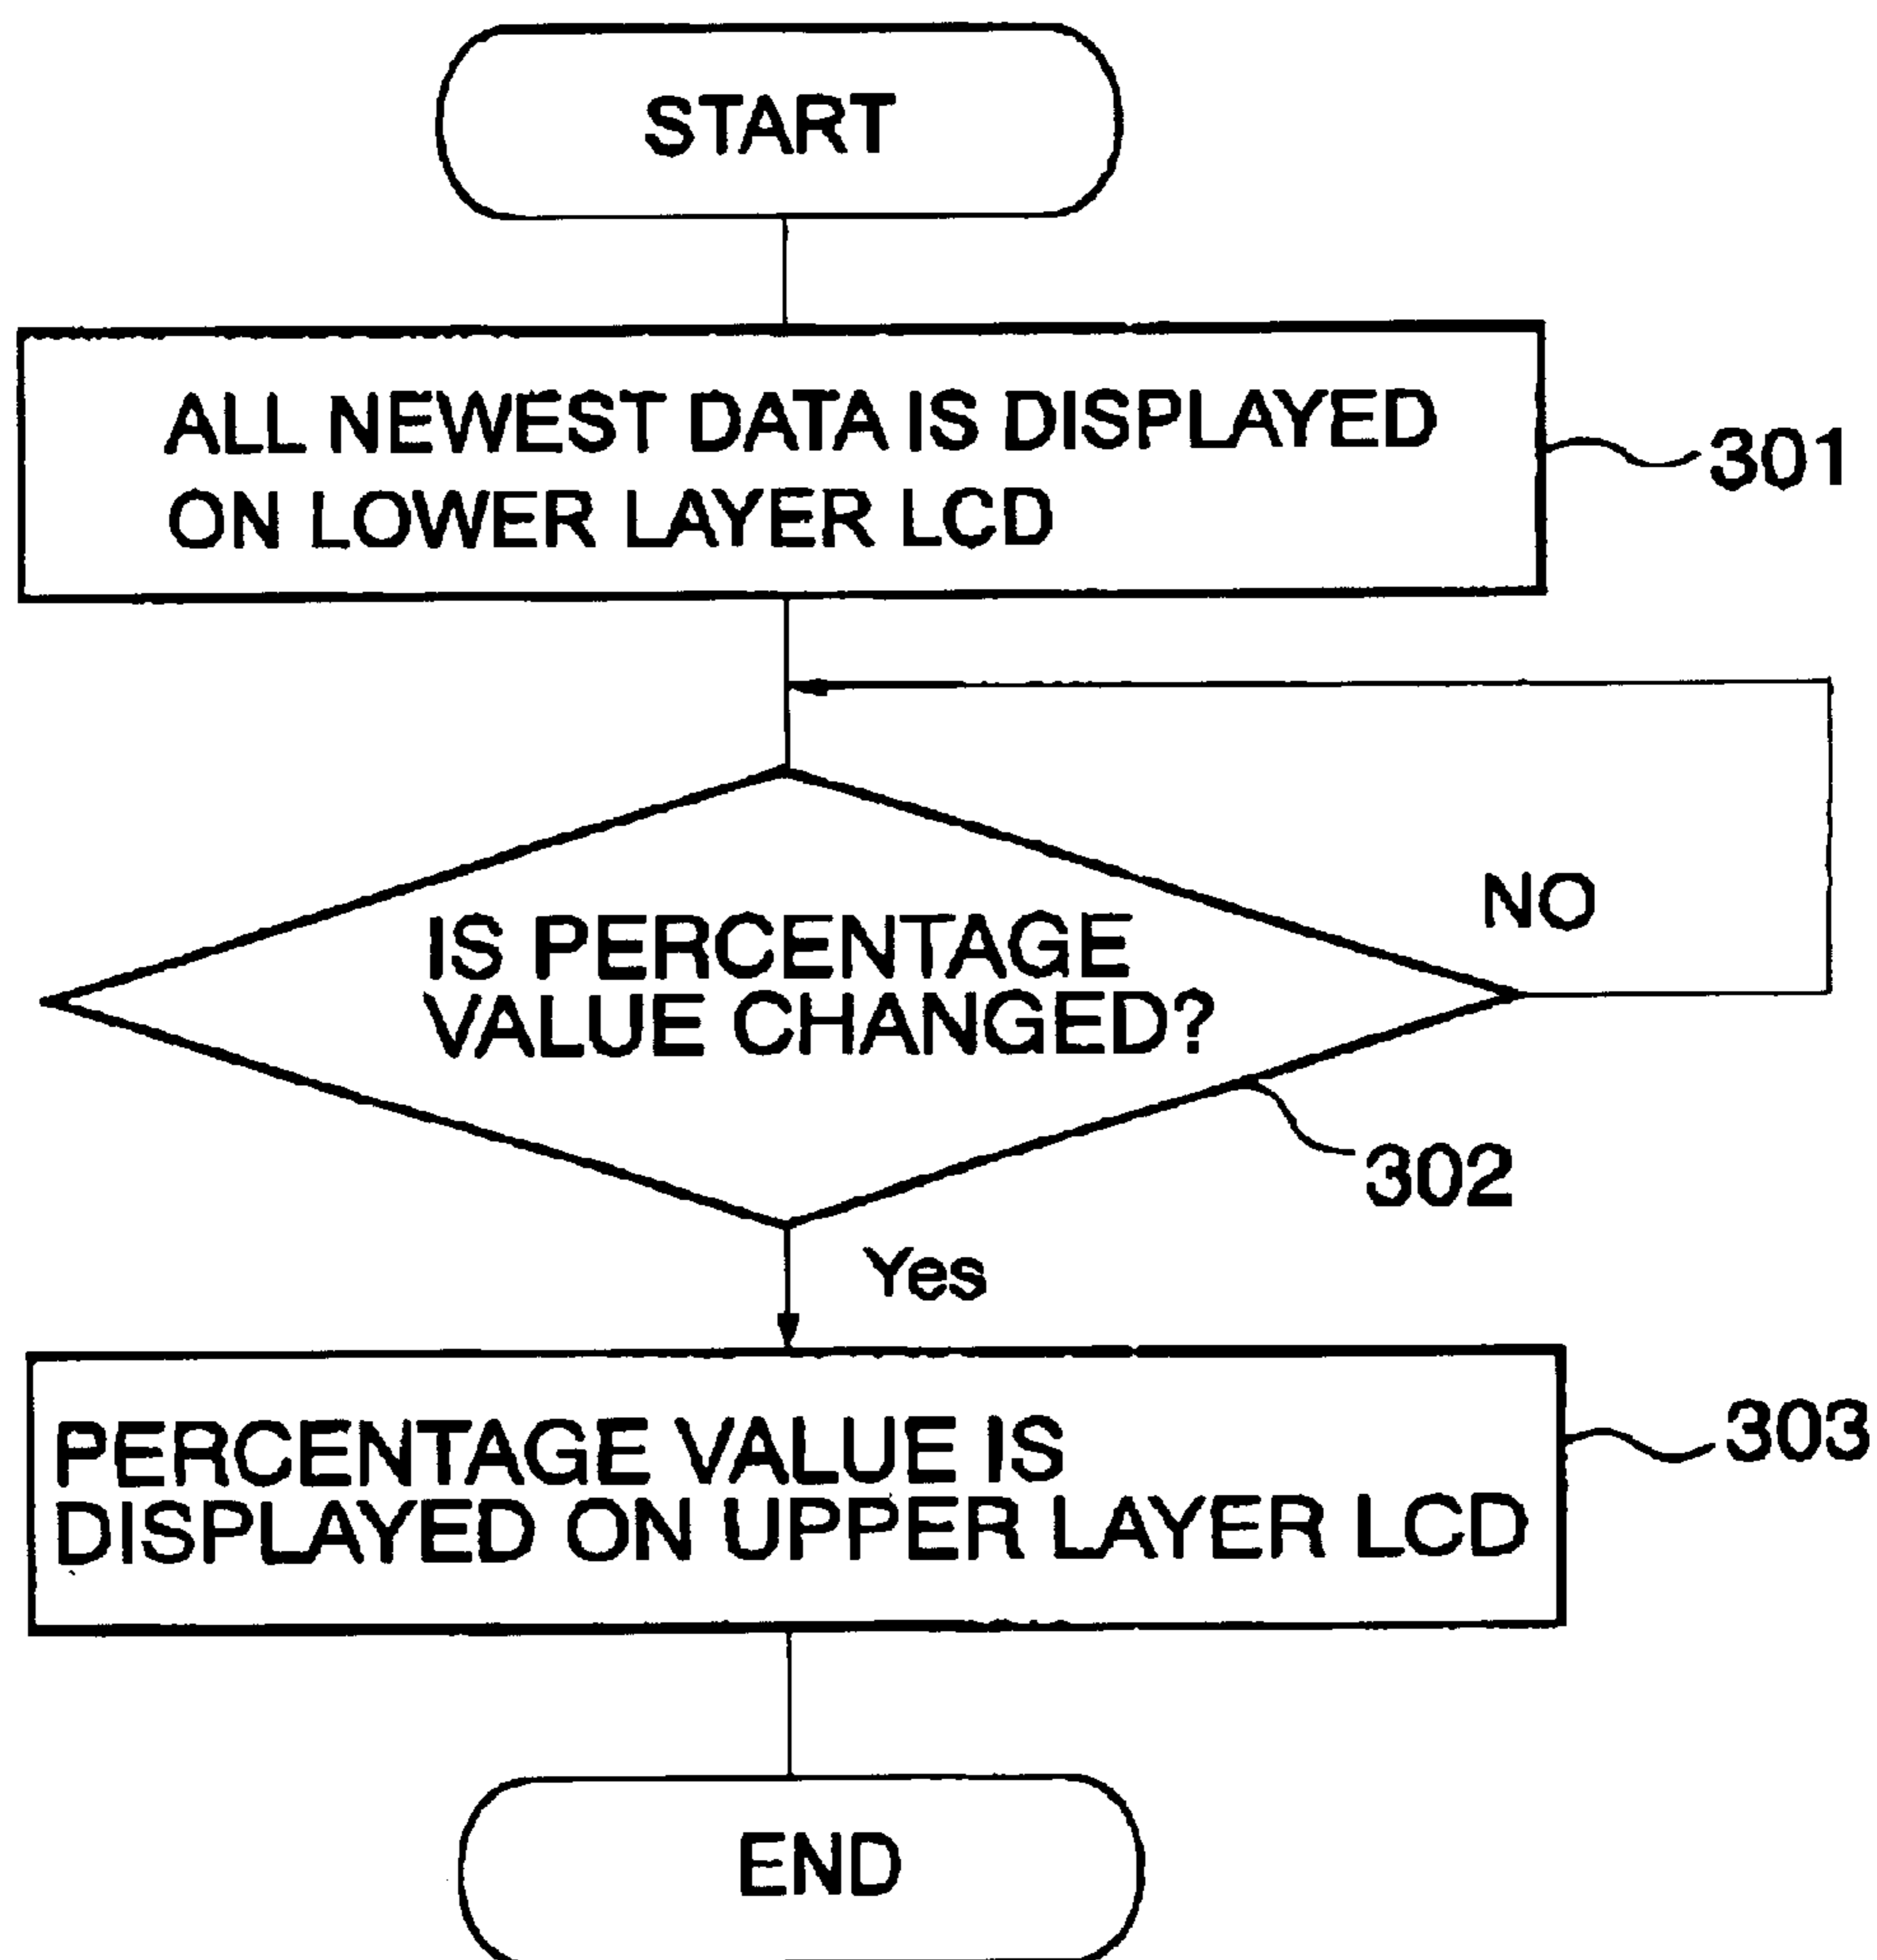 START
ALL NEWEST DATA IS DISPLAYED
ON LOWER LAYER LCD
301
NO
IS PERCENTAGE
VALUE CHANGED?
302
Yes
PERCENTAGE VALUE IS
DISPLAYED ON UPPER LAYER LCD
303
END